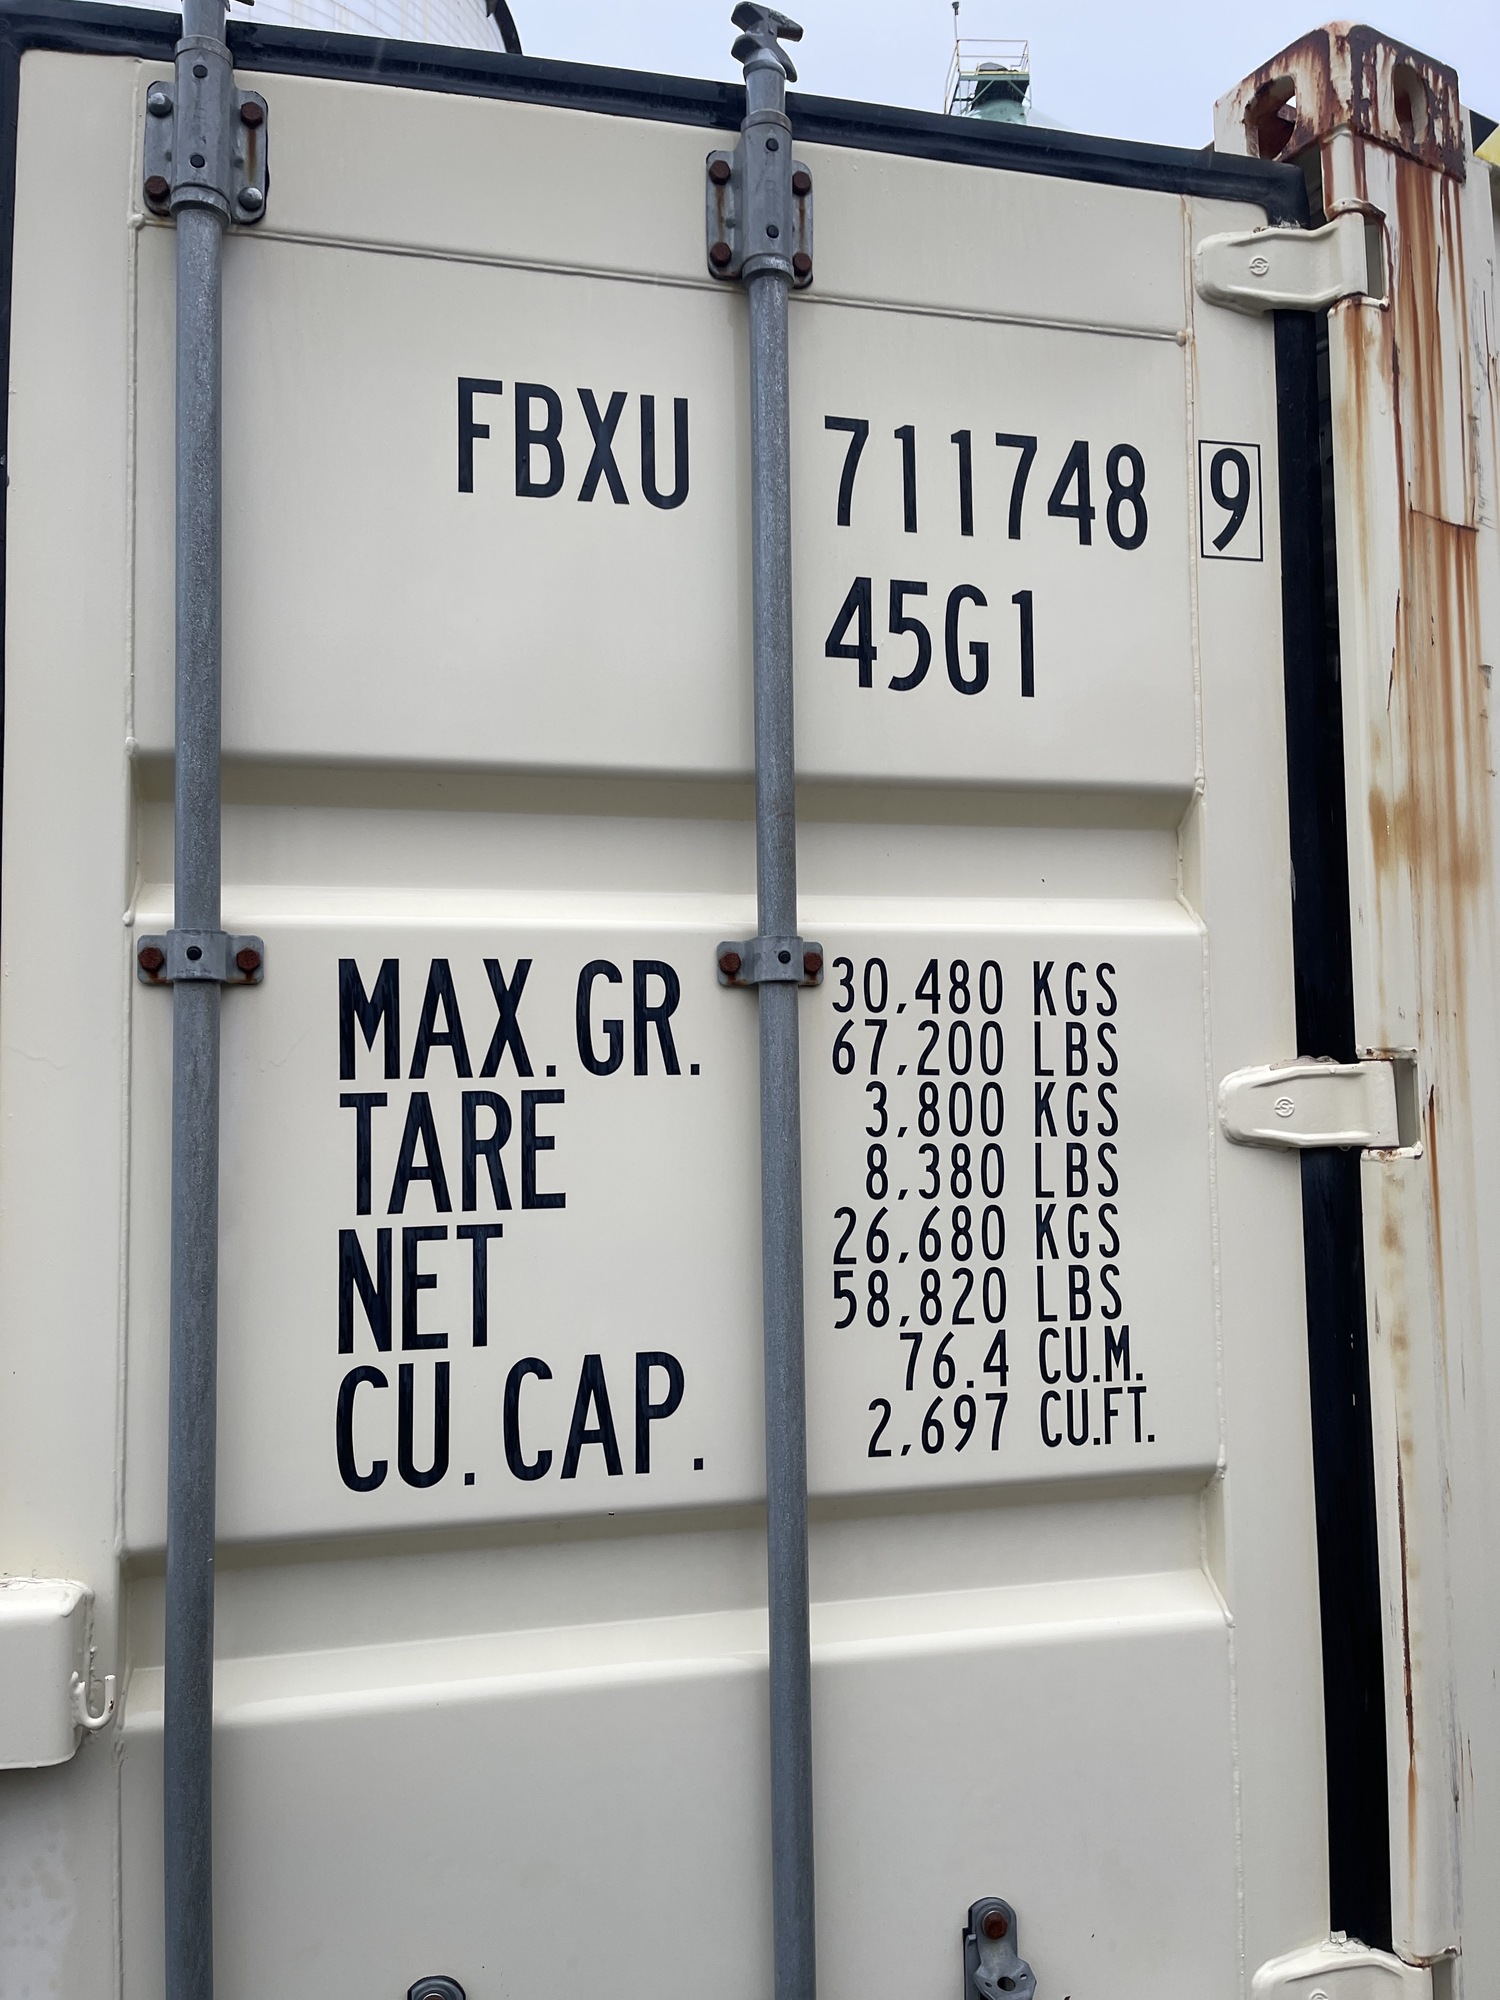 FBXU 711748 9
45G1
MAX. GR. 30,480 KGS
67,200 LBS
TARE 3,800 KGS
8,380 LBS
NET 26,680 KGS
58,820 LBS
CU. CAP. 76.4 CU.M.
2,697 CU.FT.